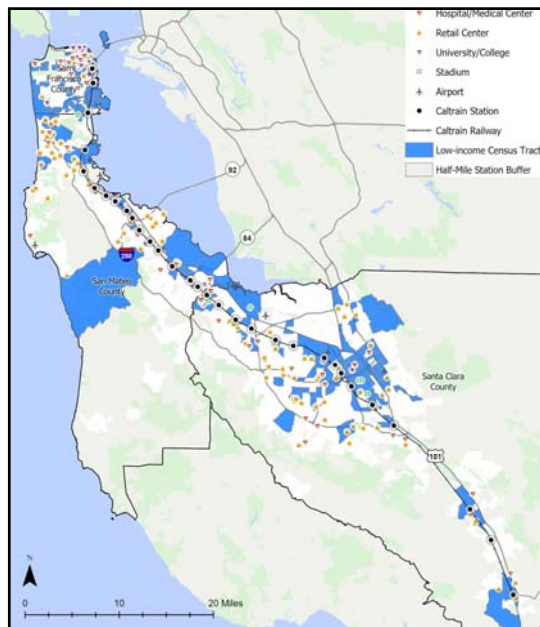 Hospital/Medical Center
Retail Center
University/College
Stadium
Airport
Caltrain Station
Caltrain Railway
Low-income Census Tract
Half-Mile Station Buffer
San
Francisco
County
92
84
280
San Mateo
County
Santa Clara
County
101
N
0 10 20 Miles